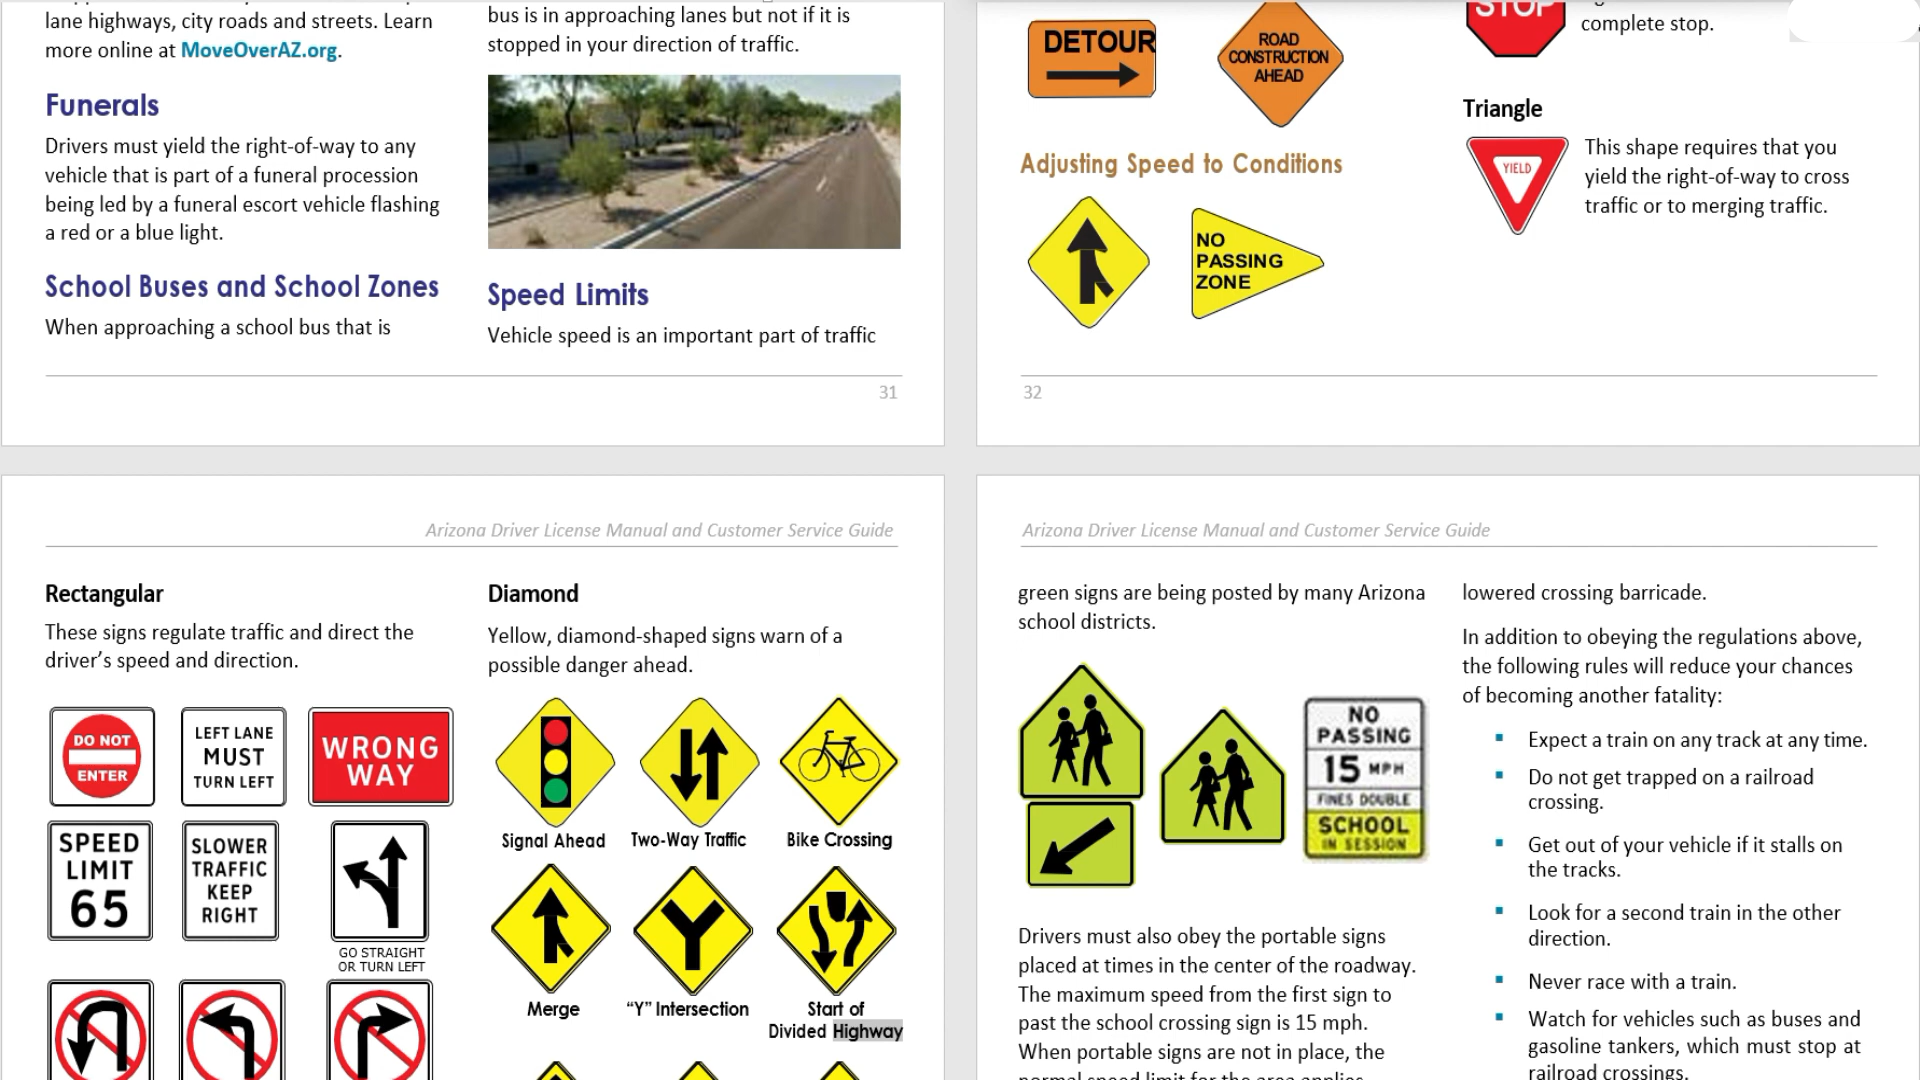 lane highways, city roads and streets. Learn
more online at MoveOverAZ.org.
Funerals
Drivers must yield the right-of-way to any
vehicle that is part of a funeral procession
being led by a funeral escort vehicle flashing
a red or a blue light.
School Buses and School Zones
When approaching a school bus that is
bus is in approaching lanes but not if it is
stopped in your direction of traffic.
Speed Limits
Vehicle speed is an important part of traffic
31
DETOUR
ROAD
CONSTRUCTION
AHEAD
Adjusting Speed to Conditions
NO
PASSING
ZONE
STOP
complete stop.
Triangle
YIELD
This shape requires that you
yield the right-of-way to cross
traffic or to merging traffic.
32
Arizona Driver License Manual and Customer Service Guide
Rectangular
These signs regulate traffic and direct the
driver’s speed and direction.
DO NOT
ENTER
LEFT LANE
MUST
TURN LEFT
WRONG
WAY
SPEED
LIMIT
65
SLOWER
TRAFFIC
KEEP
RIGHT
GO STRAIGHT
OR TURN LEFT
Diamond
Yellow, diamond-shaped signs warn of a
possible danger ahead.
Signal Ahead
Two-Way Traffic
Bike Crossing
Merge
“Y” Intersection
Start of
Divided Highway
Arizona Driver License Manual and Customer Service Guide
green signs are being posted by many Arizona
school districts.
NO
PASSING
15 MPH
FINES DOUBLE
SCHOOL
IN SESSION
Drivers must also obey the portable signs
placed at times in the center of the roadway.
The maximum speed from the first sign to
past the school crossing sign is 15 mph.
When portable signs are not in place, the
normal speed limit for the area applies
lowered crossing barricade.
In addition to obeying the regulations above,
the following rules will reduce your chances
of becoming another fatality:
▪ Expect a train on any track at any time.
▪ Do not get trapped on a railroad
crossing.
▪ Get out of your vehicle if it stalls on
the tracks.
▪ Look for a second train in the other
direction.
▪ Never race with a train.
▪ Watch for vehicles such as buses and
gasoline tankers, which must stop at
railroad crossings.